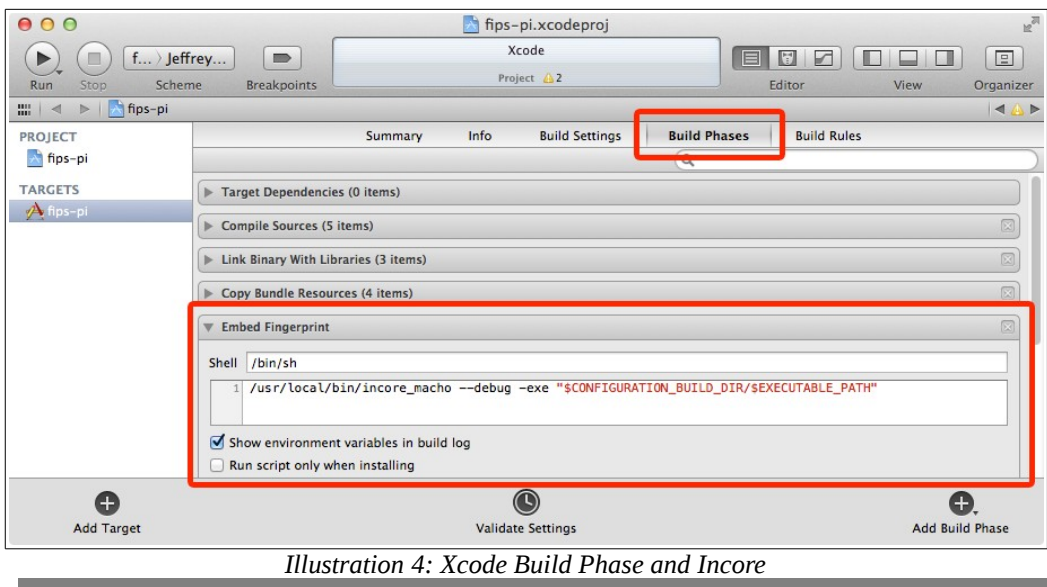 fips-pi.xcodeproj
Run
Stop
f... 〉Jeffrey...
Scheme
Breakpoints
Xcode
Project 2
Editor
View
Organizer
fips-pi
PROJECT
fips-pi
TARGETS
fips-pi
Summary Info Build Settings Build Phases Build Rules
Target Dependencies (0 items)
Compile Sources (5 items)
Link Binary With Libraries (3 items)
Copy Bundle Resources (4 items)
Embed Fingerprint
Shell /bin/sh
1 /usr/local/bin/incore_macho --debug -exe "$CONFIGURATION_BUILD_DIR/$EXECUTABLE_PATH"
Show environment variables in build log
Run script only when installing
Add Target
Validate Settings
Add Build Phase
Illustration 4: Xcode Build Phase and Incore